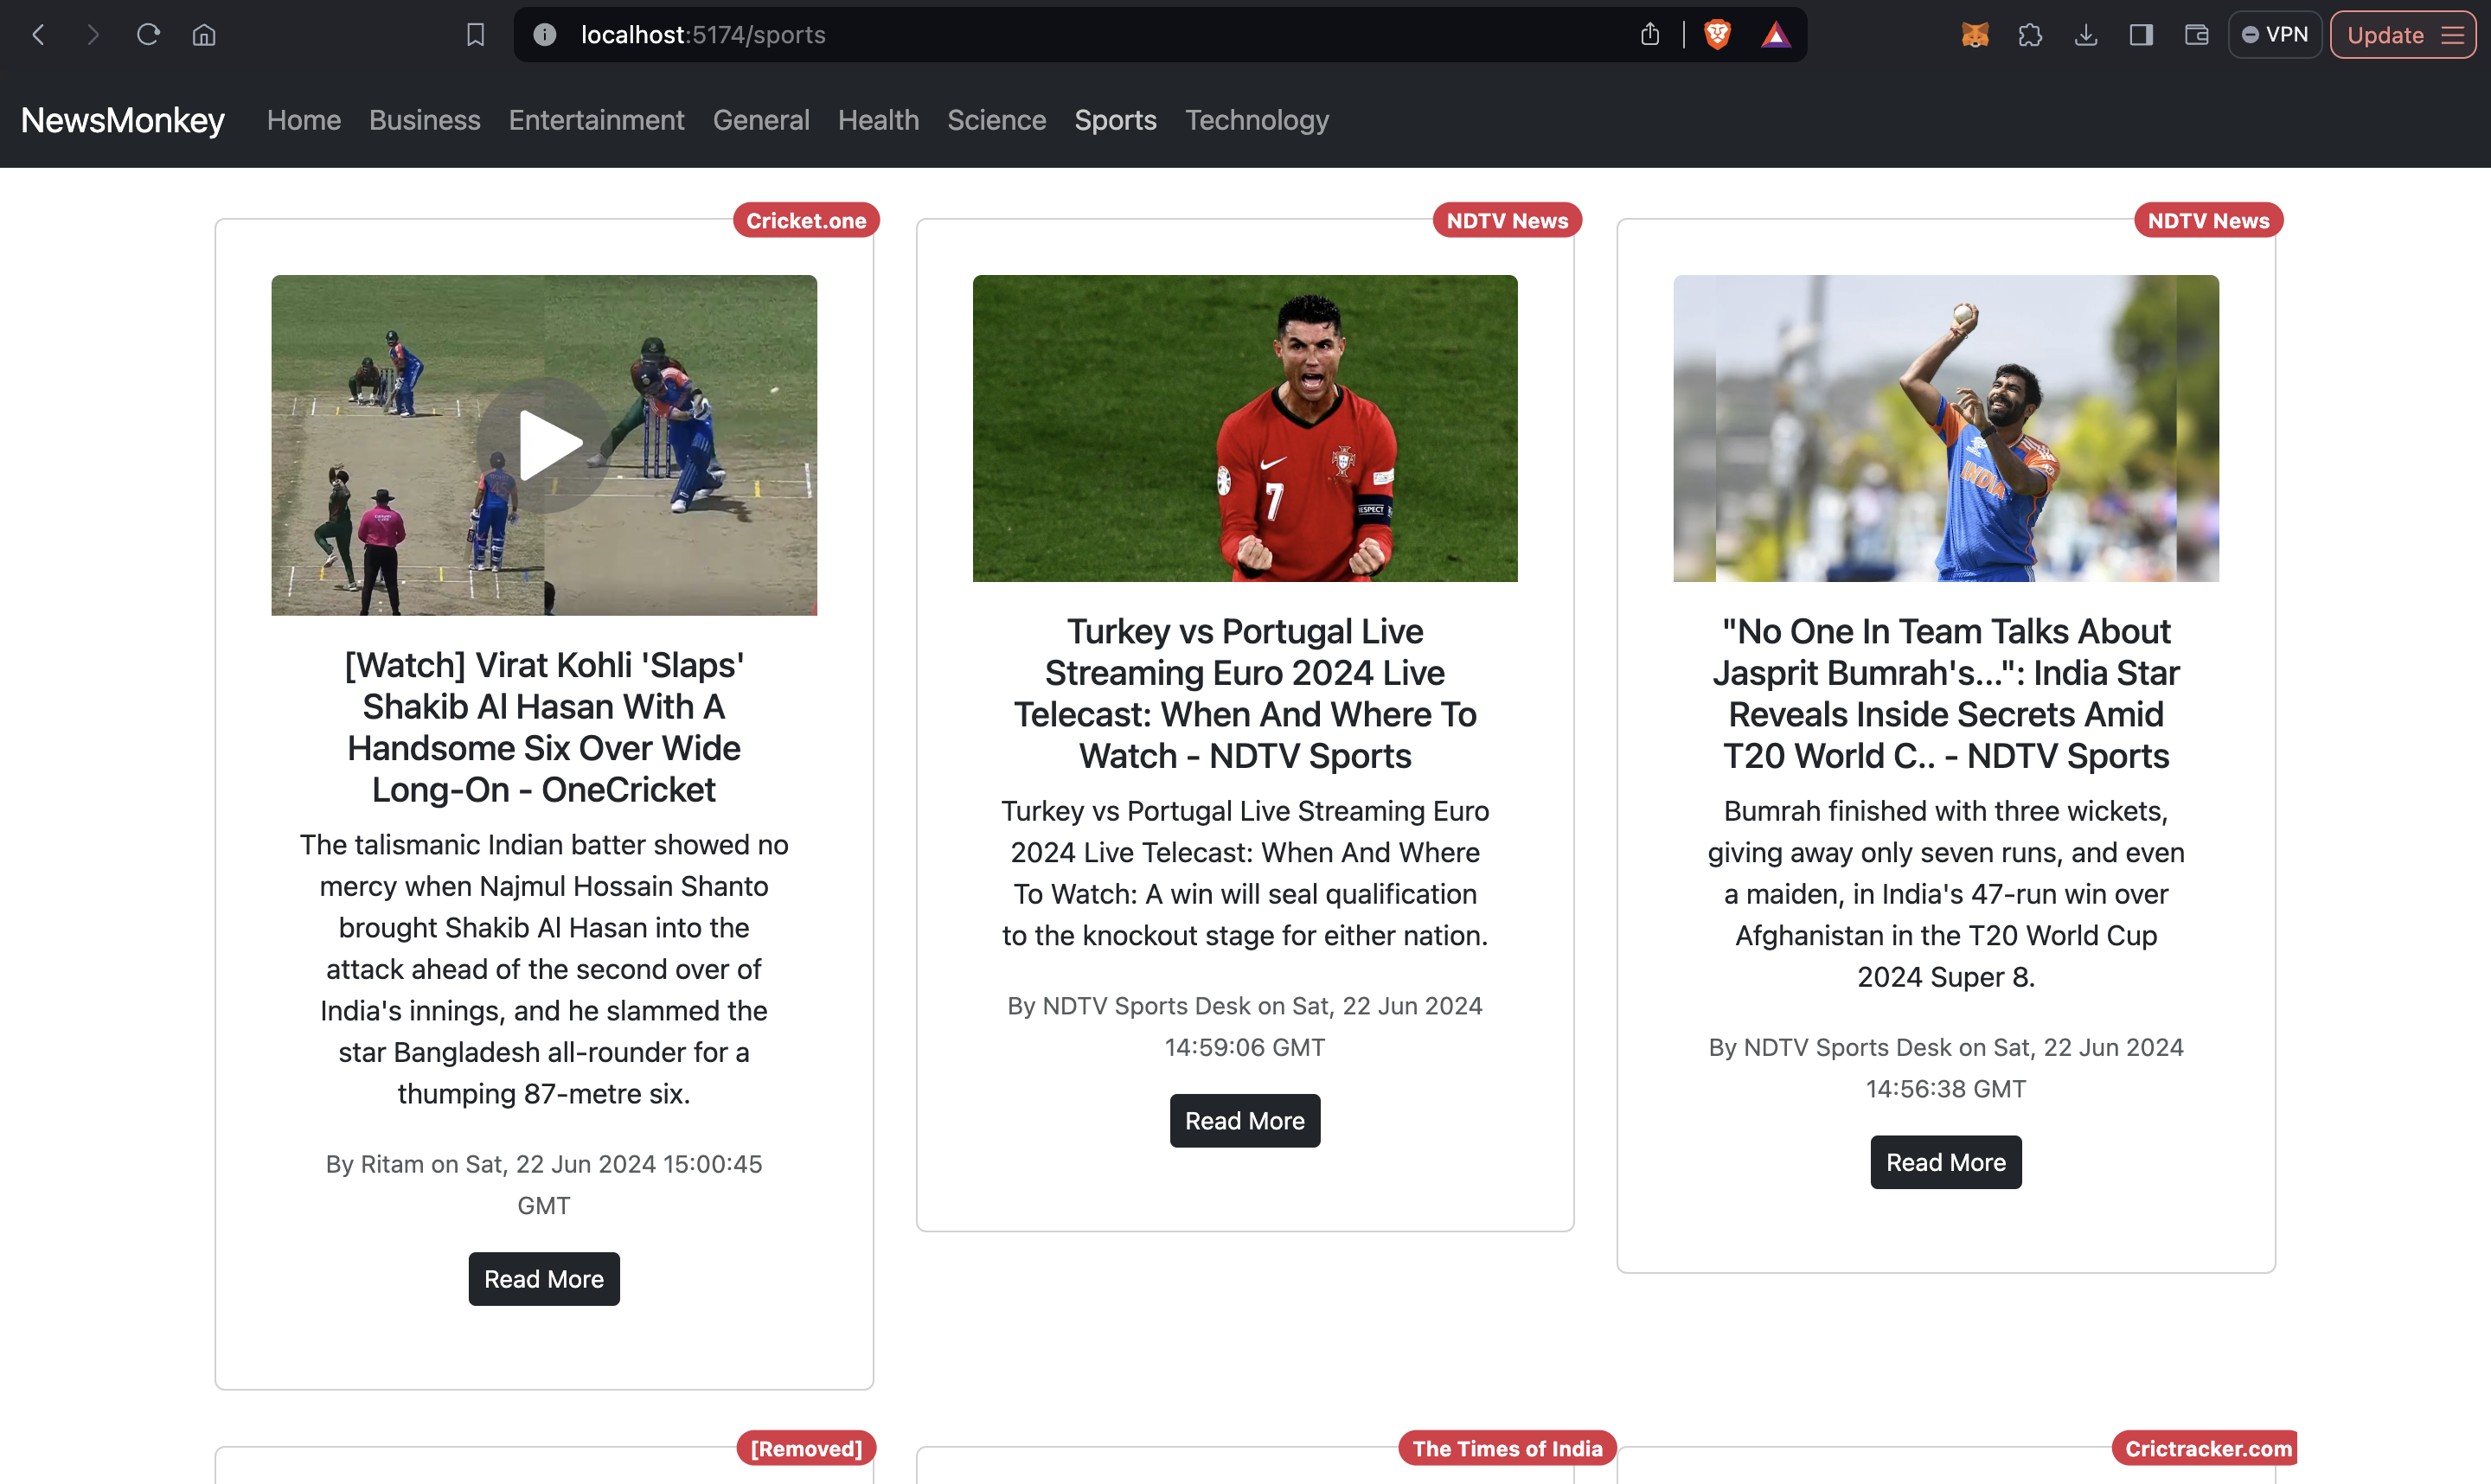 localhost:5174/sports
VPN
Update
NewsMonkey Home Business Entertainment General Health Science Sports Technology
Cricket.one
[Watch] Virat Kohli 'Slaps'
Shakib Al Hasan With A
Handsome Six Over Wide
Long-On - OneCricket
The talismanic Indian batter showed no
mercy when Najmul Hossain Shanto
brought Shakib Al Hasan into the
attack ahead of the second over of
India's innings, and he slammed the
star Bangladesh all-rounder for a
thumping 87-metre six.
By Ritam on Sat, 22 Jun 2024 15:00:45
GMT
Read More
NDTV News
7
RESPECT
Turkey vs Portugal Live
Streaming Euro 2024 Live
Telecast: When And Where To
Watch - NDTV Sports
Turkey vs Portugal Live Streaming Euro
2024 Live Telecast: When And Where
To Watch: A win will seal qualification
to the knockout stage for either nation.
By NDTV Sports Desk on Sat, 22 Jun 2024
14:59:06 GMT
Read More
NDTV News
INDIA
"No One In Team Talks About
Jasprit Bumrah's...": India Star
Reveals Inside Secrets Amid
T20 World C.. - NDTV Sports
Bumrah finished with three wickets,
giving away only seven runs, and even
a maiden, in India's 47-run win over
Afghanistan in the T20 World Cup
2024 Super 8.
By NDTV Sports Desk on Sat, 22 Jun 2024
14:56:38 GMT
Read More
[Removed]
The Times of India
Crictracker.com